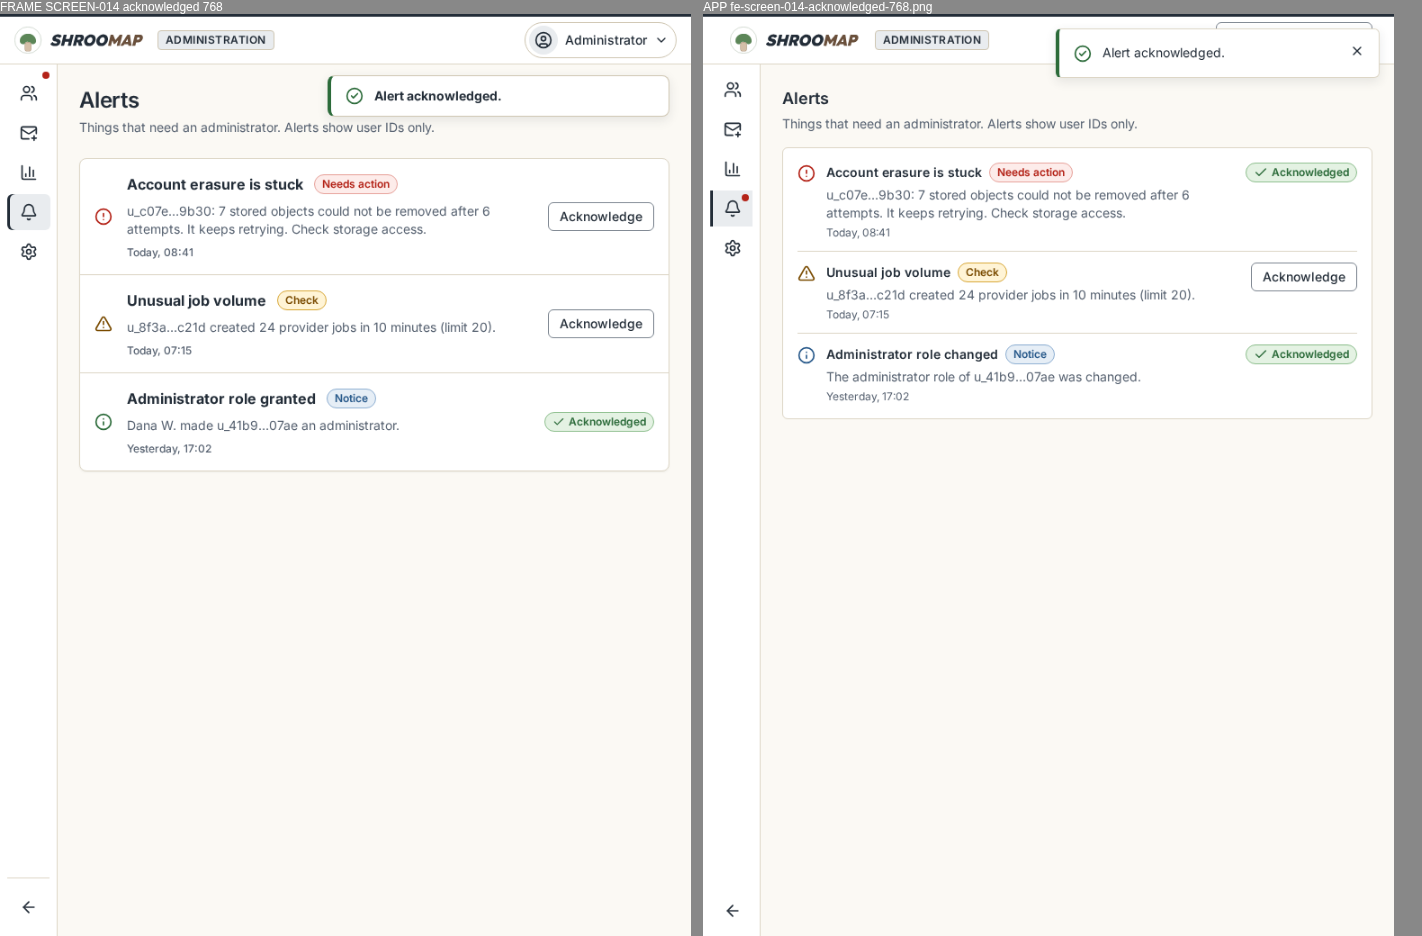 FRAME SCREEN-014 acknowledged 768
SHROOMAP
ADMINISTRATION
Administrator
Alert acknowledged.
Alerts
Things that need an administrator. Alerts show user IDs only.
Account erasure is stuck
Needs action
u_c07e…9b30: 7 stored objects could not be removed after 6
attempts. It keeps retrying. Check storage access.
Today, 08:41
Acknowledge
Unusual job volume
Check
u_8f3a…c21d created 24 provider jobs in 10 minutes (limit 20).
Today, 07:15
Acknowledge
Administrator role granted
Notice
Dana W. made u_41b9…07ae an administrator.
Yesterday, 17:02
Acknowledged
APP fe-screen-014-acknowledged-768.png
SHROOMAP
ADMINISTRATION
Alert acknowledged.
Alerts
Things that need an administrator. Alerts show user IDs only.
Account erasure is stuck
Needs action
Acknowledged
u_c07e…9b30: 7 stored objects could not be removed after 6
attempts. It keeps retrying. Check storage access.
Today, 08:41
Unusual job volume
Check
Acknowledge
u_8f3a…c21d created 24 provider jobs in 10 minutes (limit 20).
Today, 07:15
Administrator role changed
Notice
Acknowledged
The administrator role of u_41b9…07ae was changed.
Yesterday, 17:02